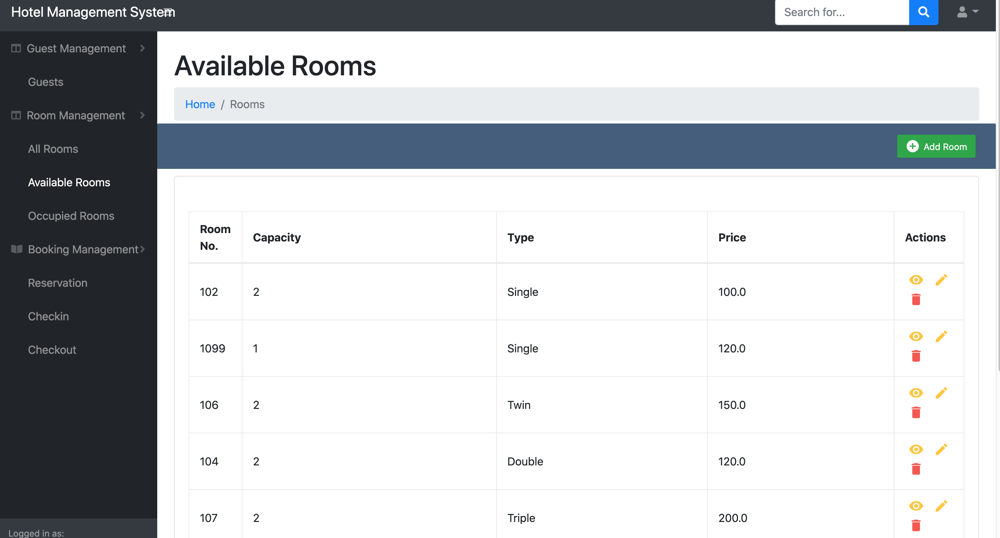 Hotel Management System
Search for...
Guest Management
Guests
Room Management
All Rooms
Available Rooms
Occupied Rooms
Booking Management
Reservation
Checkin
Checkout
Logged in as:
Available Rooms
Home / Rooms
Add Room
Room No. Capacity Type Price Actions
102 2 Single 100.0
1099 1 Single 120.0
106 2 Twin 150.0
104 2 Double 120.0
107 2 Triple 200.0